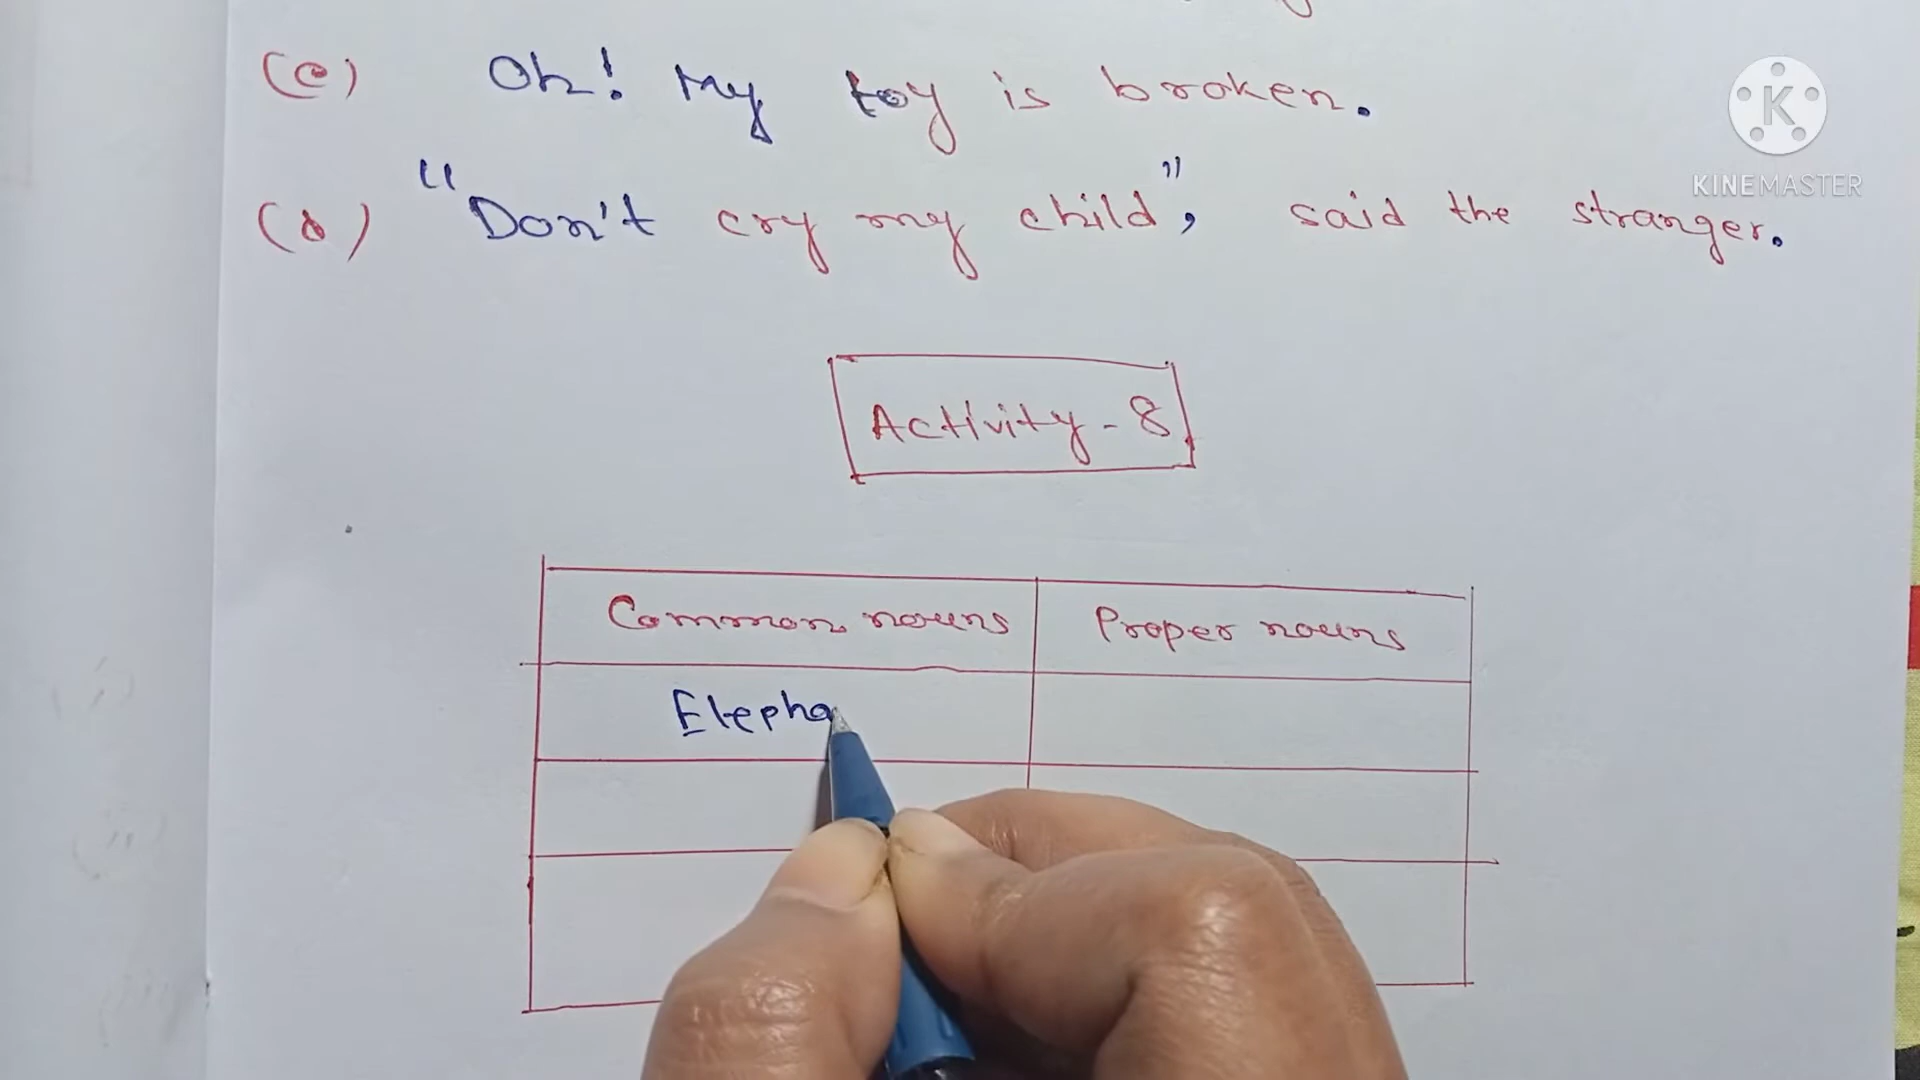 (c) Oh! My toy is broken.
(d) "Don't cry my child", said the stranger.
Activity - 8
Common nouns Proper nouns
Elepha
KINEMASTER